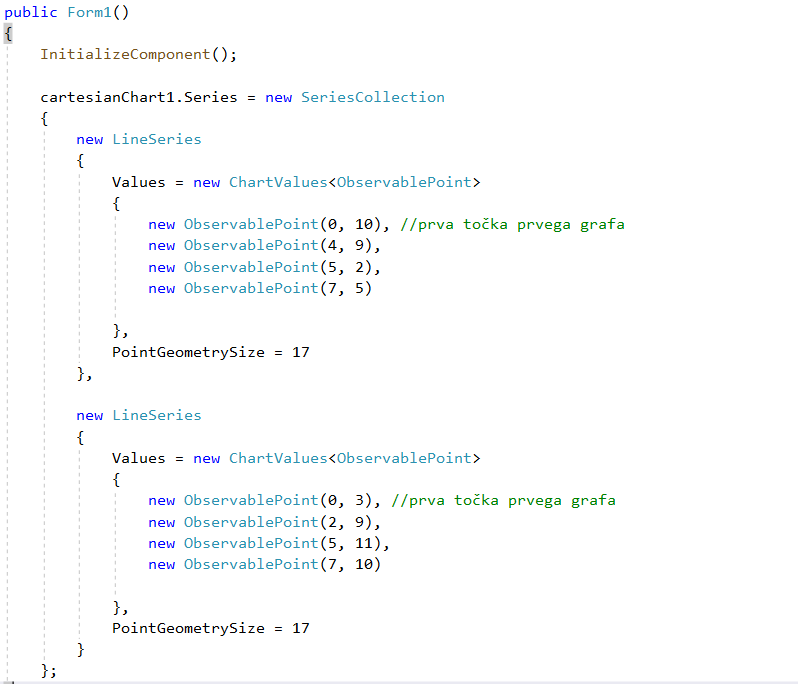 public Form1()
{
    InitializeComponent();

    cartesianChart1.Series = new SeriesCollection
    {
        new LineSeries
        {
            Values = new ChartValues<ObservablePoint>
            {
                new ObservablePoint(0, 10), //prva točka prvega grafa
                new ObservablePoint(4, 9),
                new ObservablePoint(5, 2),
                new ObservablePoint(7, 5)

            },
            PointGeometrySize = 17
        },

        new LineSeries
        {
            Values = new ChartValues<ObservablePoint>
            {
                new ObservablePoint(0, 3), //prva točka prvega grafa
                new ObservablePoint(2, 9),
                new ObservablePoint(5, 11),
                new ObservablePoint(7, 10)

            },
            PointGeometrySize = 17
        }
    };